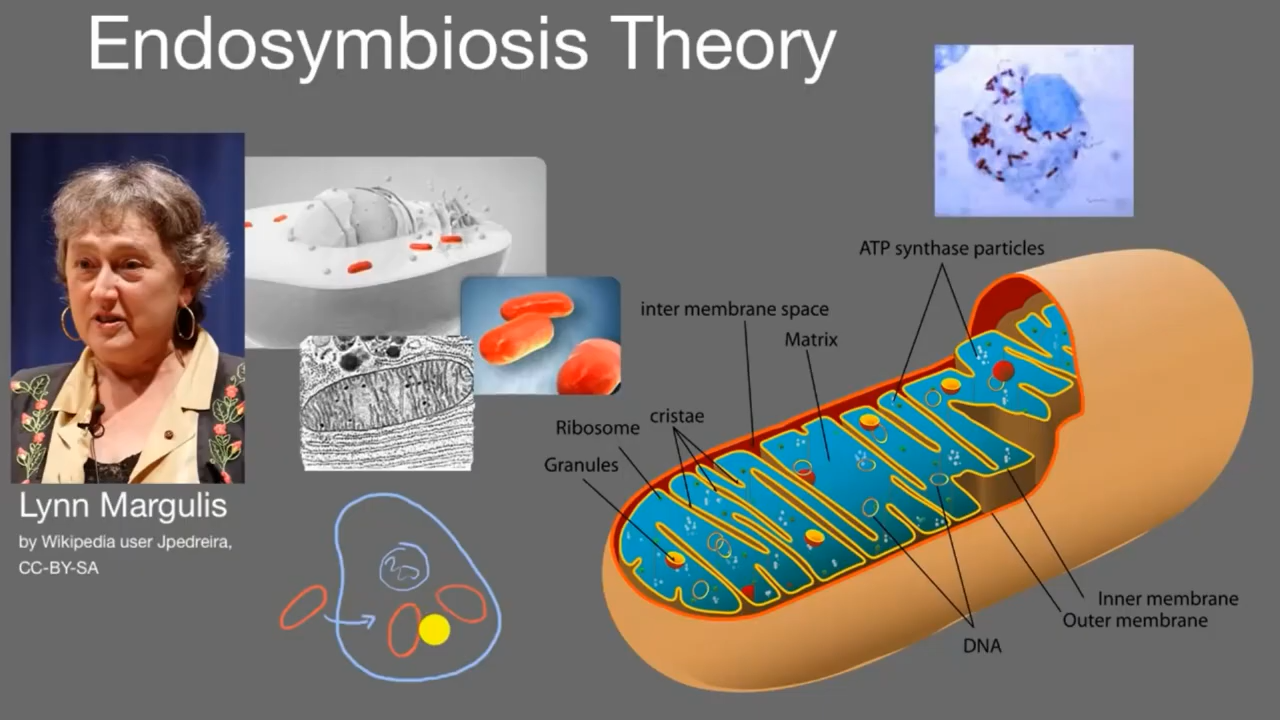 Endosymbiosis Theory
Lynn Margulis
by Wikipedia user Jpedreira,
CC-BY-SA
ATP synthase particles
inter membrane space
Matrix
cristae
Ribosome
Granules
Inner membrane
Outer membrane
DNA